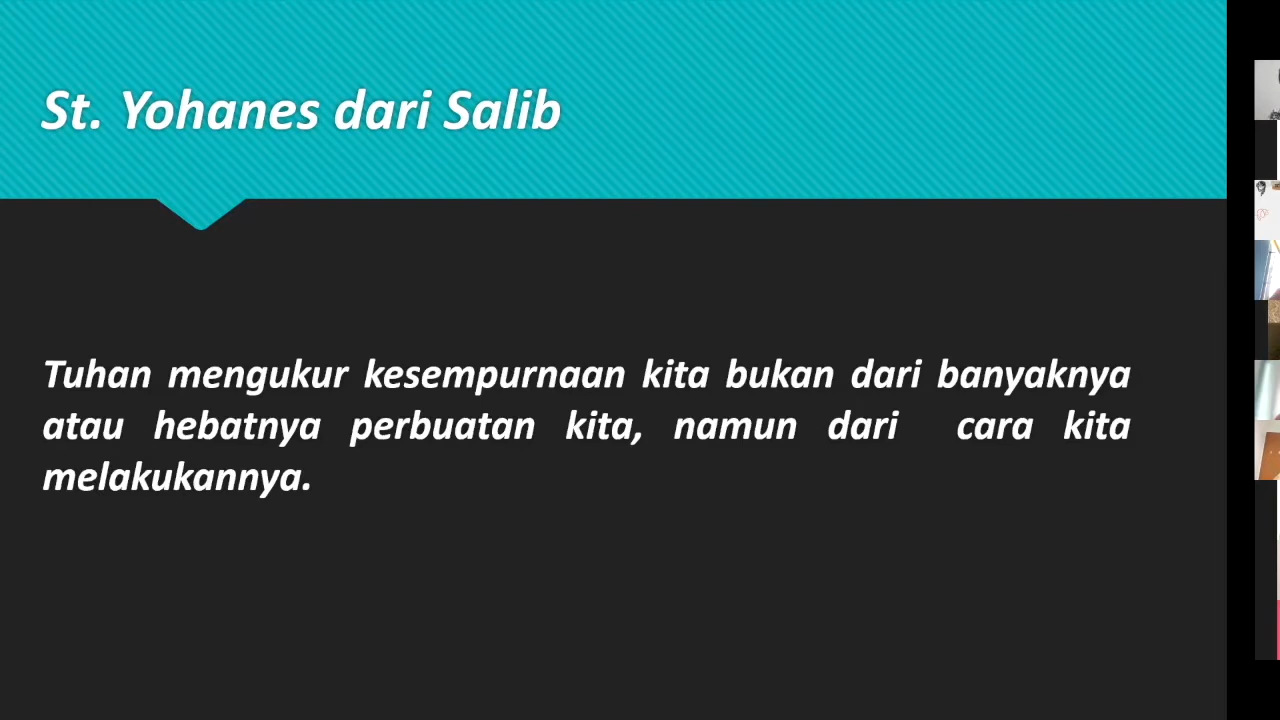 St. Yohanes dari Salib
Tuhan mengukur kesempurnaan kita bukan dari banyaknya
atau hebatnya perbuatan kita, namun dari cara kita
melakukannya.